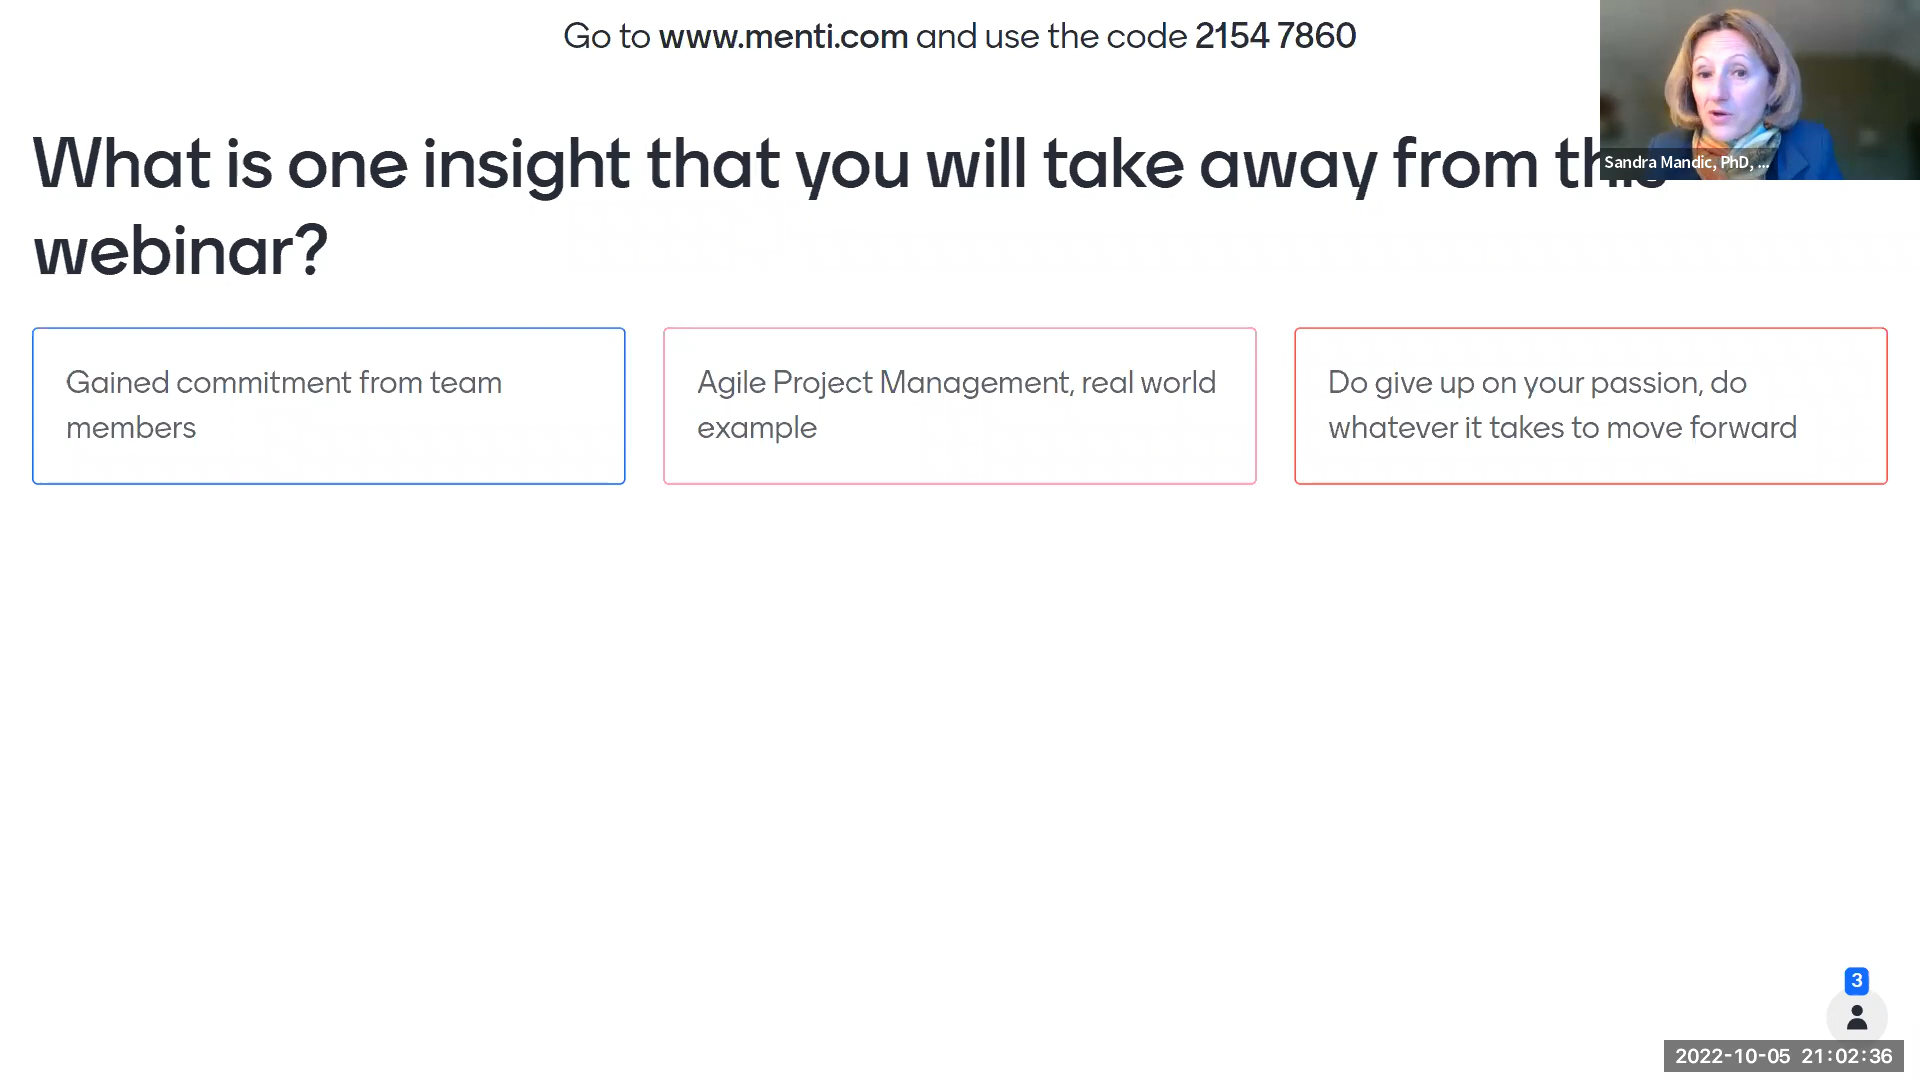 Go to www.menti.com and use the code 2154 7860
What is one insight that you will take away from this
webinar?
Sandra Mandic, PhD, ...
Gained commitment from team
members
Agile Project Management, real world
example
Do give up on your passion, do
whatever it takes to move forward
3
2022-10-05 21:02:36